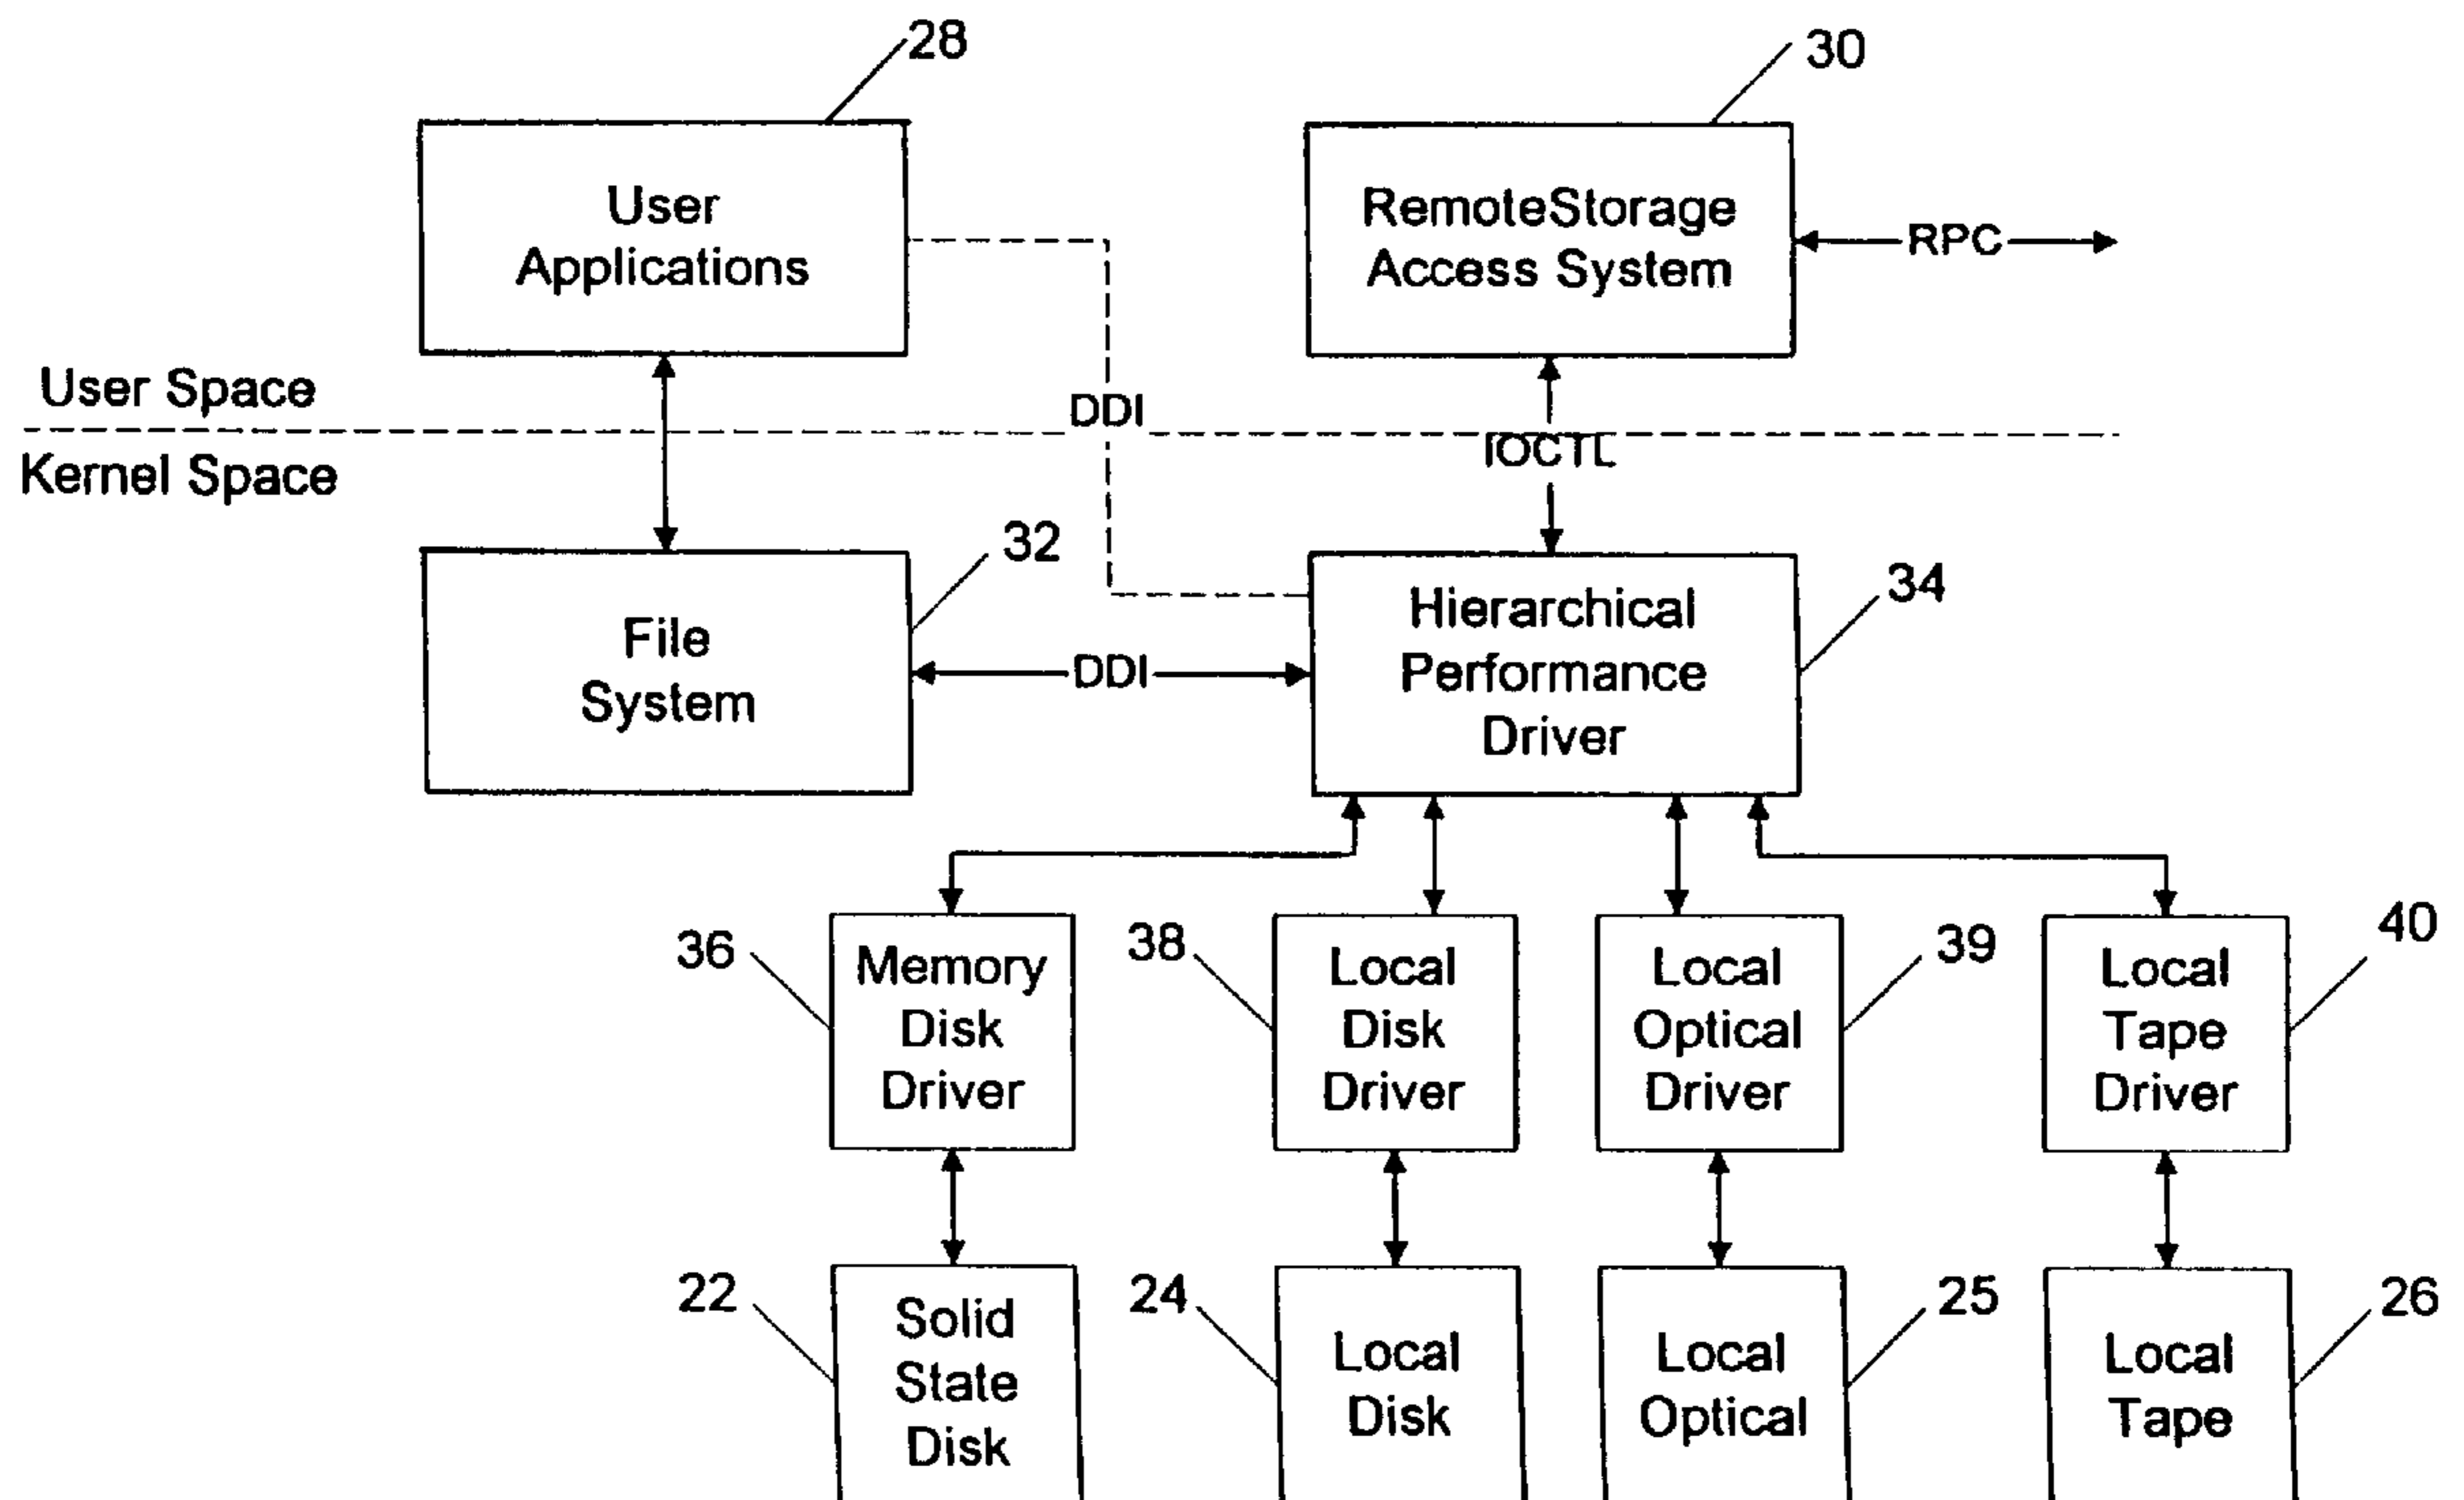 28
30
User
Applications
RemoteStorage
Access System
RPC
User Space
DDI
IOCTL
Kernel Space
32
34
File
System
DDI
Hierarchical
Performance
Driver
36
Memory
Disk
Driver
38
Local
Disk
Driver
39
Local
Optical
Driver
40
Local
Tape
Driver
22
Solid
State
Disk
24
Local
Disk
25
Local
Optical
26
Local
Tape